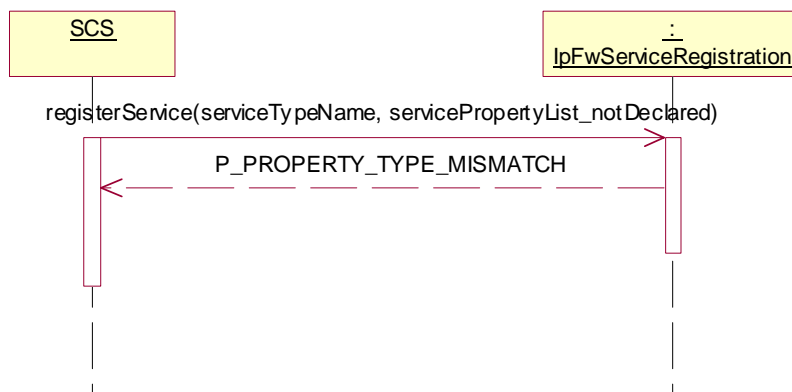 SCS
:
IpFwServiceRegistration
registerService(serviceTypeName, servicePropertyList_notDeclared)
P_PROPERTY_TYPE_MISMATCH